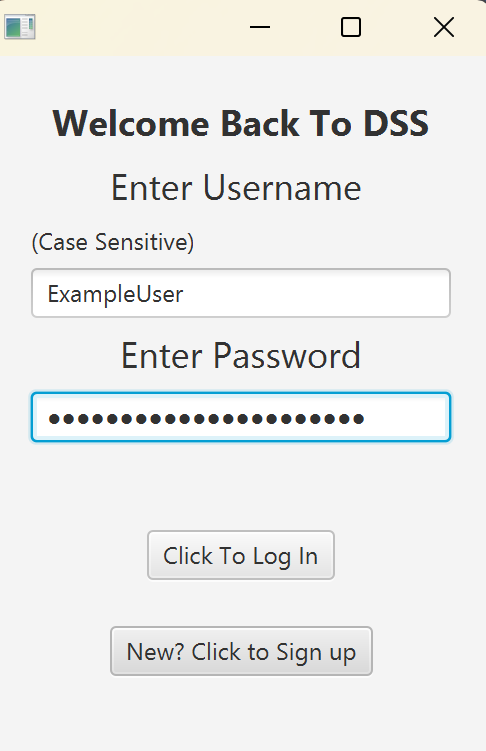 Welcome Back To DSS
Enter Username
(Case Sensitive)
ExampleUser
Enter Password
●●●●●●●●●●●●●●●●●●●●●●
Click To Log In
New? Click to Sign up